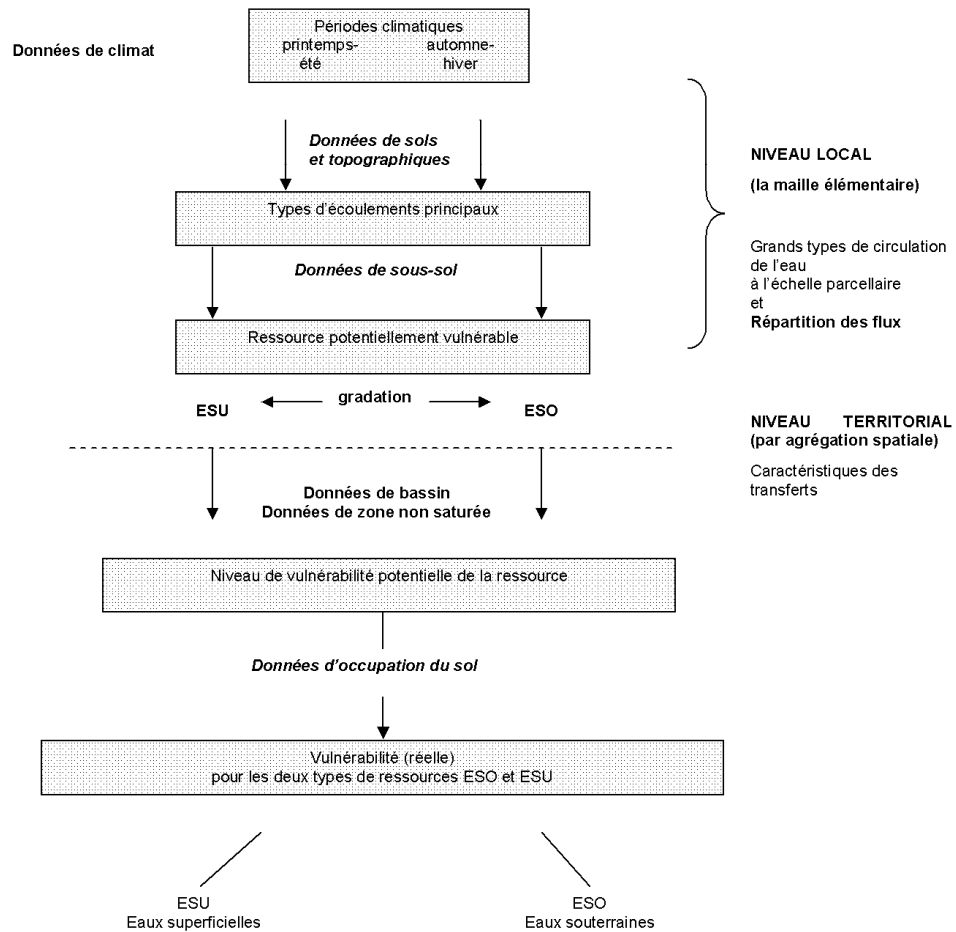 Données de climat
Périodes climatiques
printemps- automne-
été hiver
Données de sols
et topographiques
Types d'écoulements principaux
Données de sous-sol
Ressource potentiellement vulnérable
ESU gradation ESO
NIVEAU LOCAL
(la maille élémentaire)
Grands types de circulation
de l'eau
à l'échelle parcellaire
et
Répartition des flux
NIVEAU TERRITORIAL
(par agrégation spatiale)
Caractéristiques des
transferts
Données de bassin
Données de zone non saturée
Niveau de vulnérabilité potentielle de la ressource
Données d'occupation du sol
Vulnérabilité (réelle)
pour les deux types de ressources ESO et ESU
ESU
Eaux superficielles
ESO
Eaux souterraines